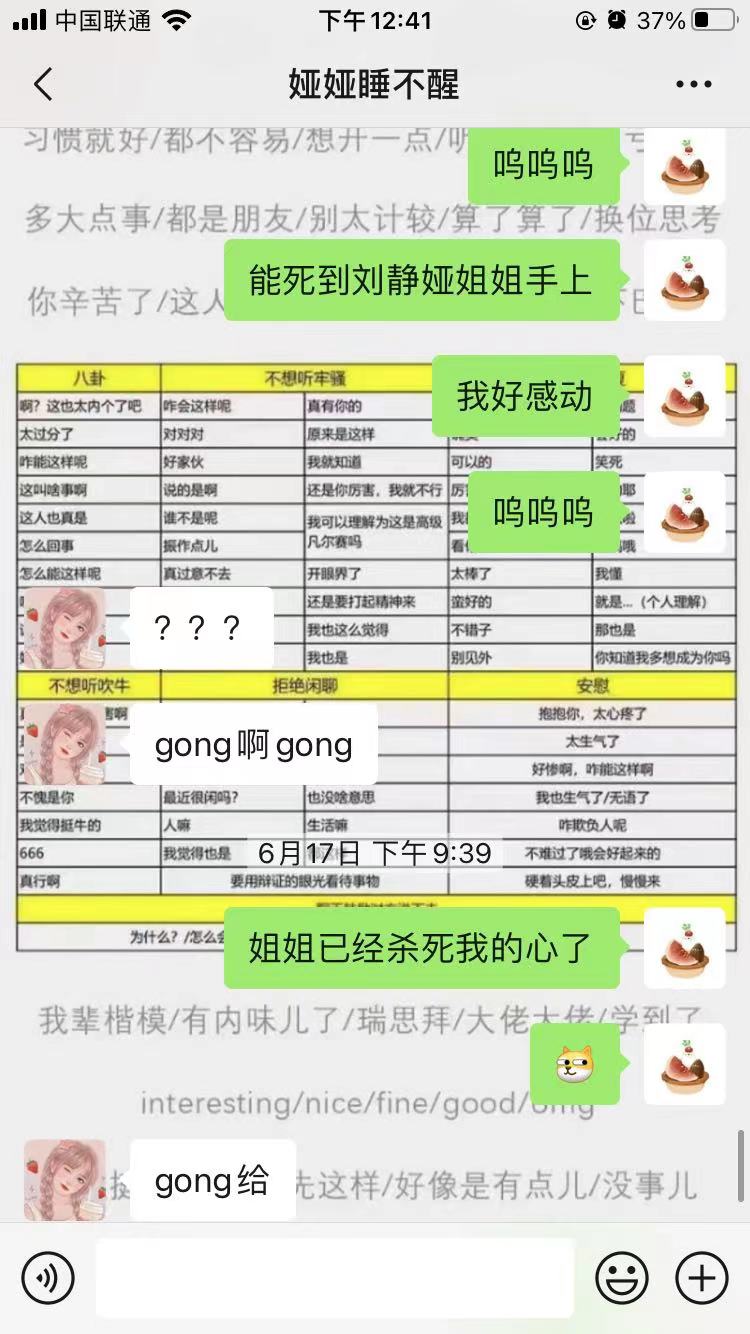 中国联通 下午12:41 37%
娅娅睡不醒
习惯就好/都不容易/想开一点/
呜呜呜
多大点事/都是朋友/别太计较/算了算了/换位思考
能死到刘静娅姐姐手上
你辛苦了/这人
八卦 不想听牢骚
我好感动
啊？这也太内个了吧 咋会这样呢 真有你的
太过分了 对对对 原来是这样
咋能这样呢 好家伙 我就知道 可以的 笑死
这叫啥事啊 说的是啊 还是你厉害，我就不行
呜呜呜
这人也真是 谁不是呢 我可以理解为这是高级凡尔赛吗
怎么回事 振作点儿
怎么能这样呢 真过意不去 开眼界了 太棒了 我懂
还是要打起精神来 蛮好的 就是...（个人理解）
？？？
我也这么觉得 不错子 那也是
我也是 别见外 你知道我多想成为你吗
不想听吹牛 拒绝闲聊 安慰
抱抱你，太心疼了
gong啊gong
太生气了
好惨啊，咋能这样啊
不愧是你 最近很闲吗？ 也没啥意思 我也生气了/无语了
我觉得挺牛的 人嘛 生活嘛 咋欺负人呢
666 我觉得也是 不难过了哦会好起来的
6月17日 下午9:39
真行啊 要用辩证的眼光看待事物 硬着头皮上吧，慢慢来
为什么？/怎么会
姐姐已经杀死我的心了
我辈楷模/有内味儿了/瑞思拜/大佬大佬/学到了
interesting/nice/fine/good/omg
gong给
先这样/好像是有点儿/没事儿